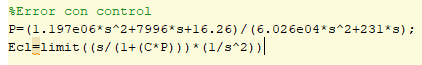 %Error con control
P=(1.197e06*s^2+7996*s+16.26)/(6.026e04*s^2+231*s);
Ecl=limit((s/(1+(C*P)))*(1/s^2))